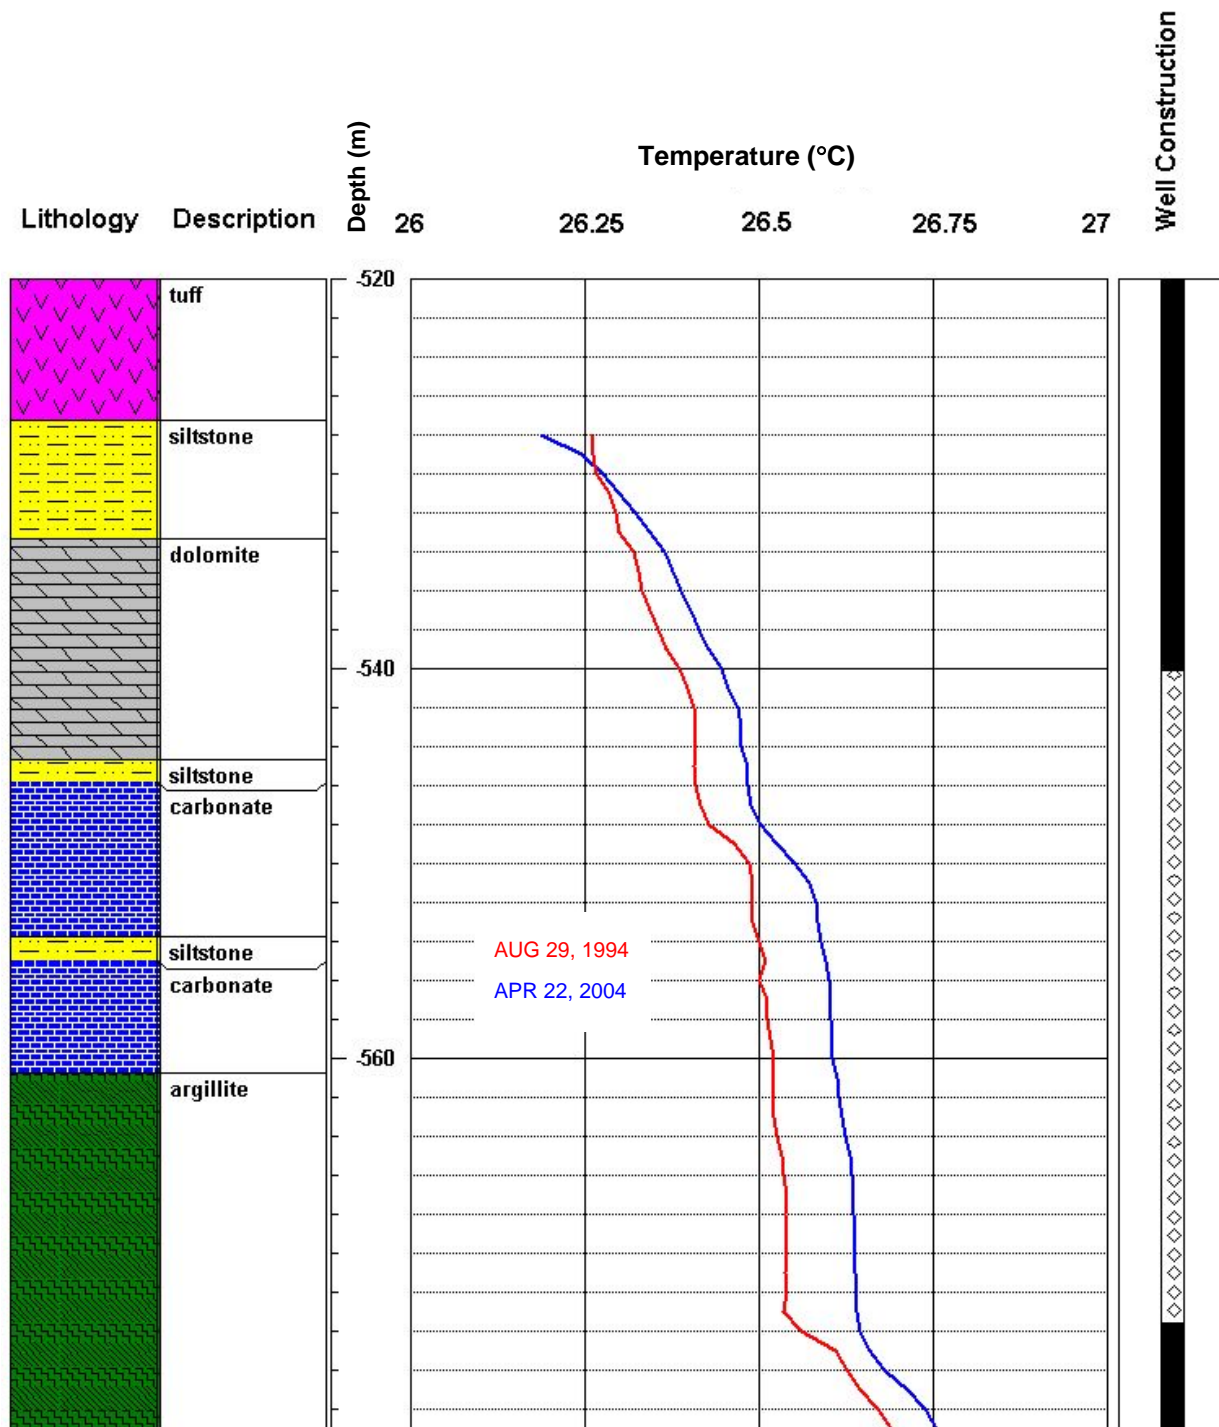 Well Construction
Depth (m)
Temperature (°C)
Lithology
Description
26
26.25
26.5
26.75
27
-520
tuff
siltstone
dolomite
-540
siltstone
carbonate
siltstone
carbonate
AUG 29, 1994
APR 22, 2004
-560
argillite